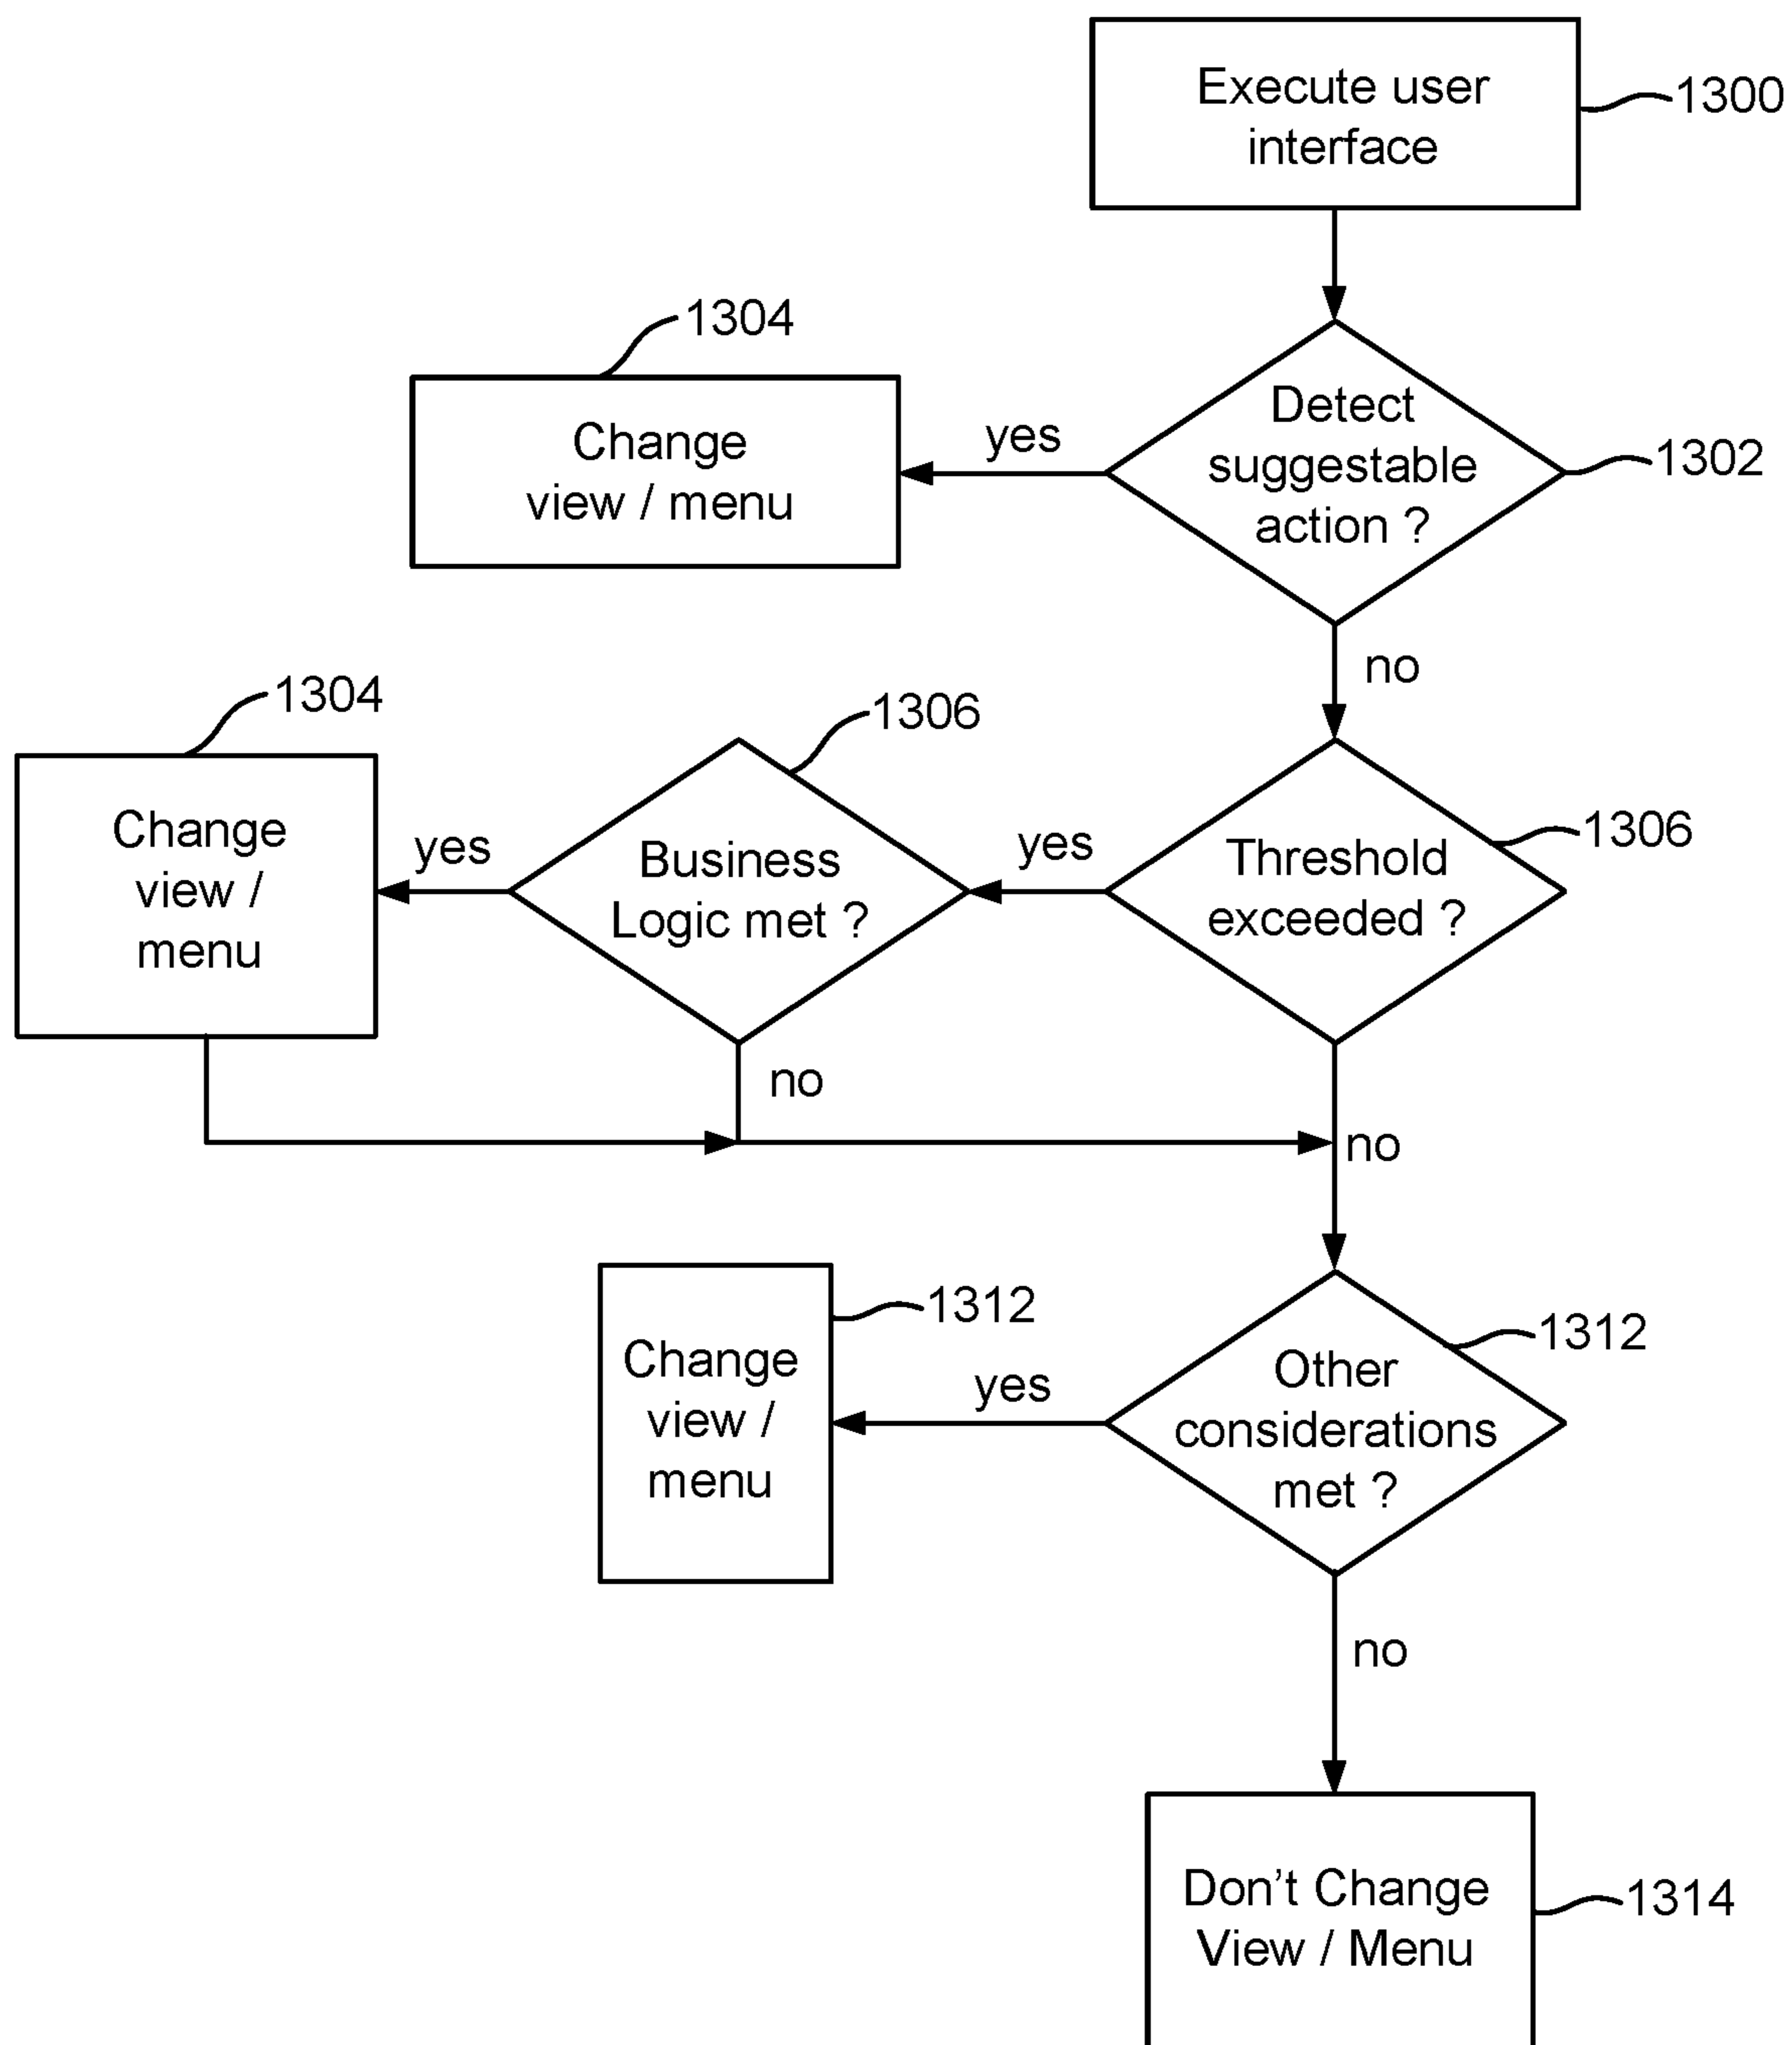 Execute user
interface
1300
1304
Change
view / menu
yes
Detect
suggestable
action ?
1302
no
1304
Change
view /
menu
yes
1306
Business
Logic met ?
yes
Threshold
exceeded ?
1306
no
no
1312
Change
view /
menu
yes
Other
considerations
met ?
1312
no
Don't Change
View / Menu
1314